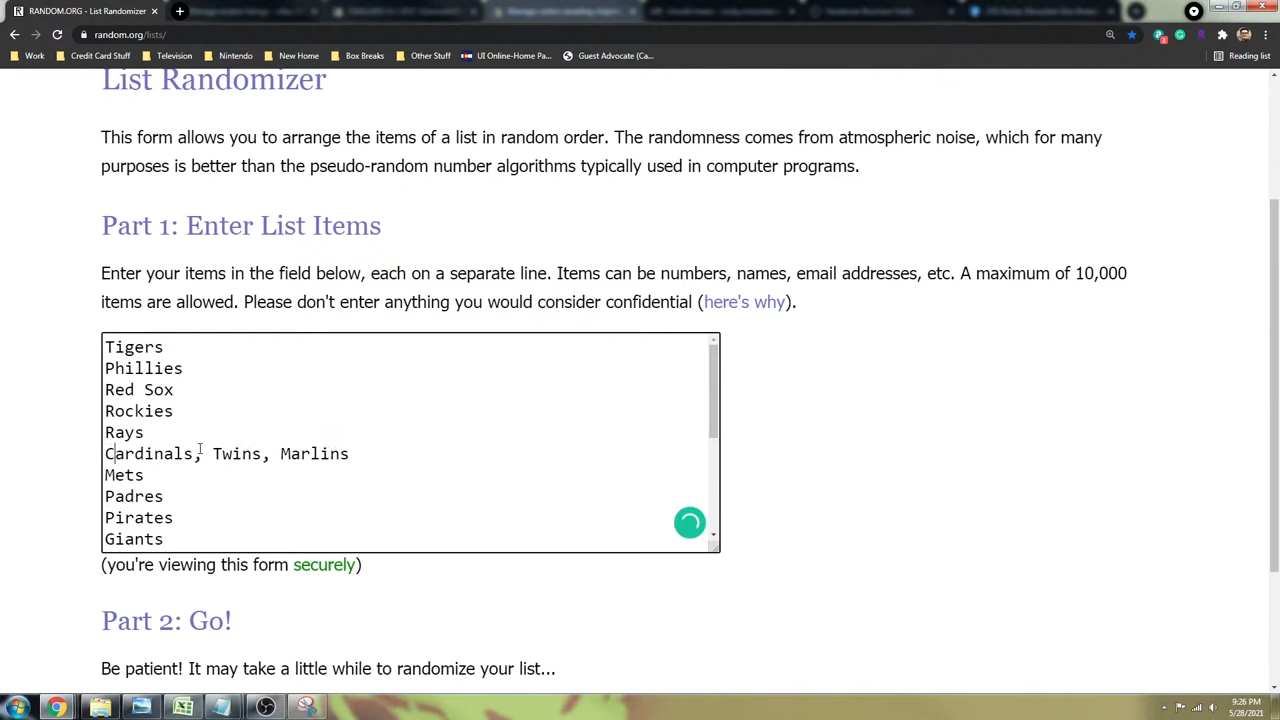 RANDOM.ORG - List Randomizer
random.org/lists/
Work Credit Card Stuff Television Nintendo New Home Box Breaks Other Stuff UI Online-Home Pa... Guest Advocate (Ca... Reading list
List Randomizer
This form allows you to arrange the items of a list in random order. The randomness comes from atmospheric noise, which for many
purposes is better than the pseudo-random number algorithms typically used in computer programs.
Part 1: Enter List Items
Enter your items in the field below, each on a separate line. Items can be numbers, names, email addresses, etc. A maximum of 10,000
items are allowed. Please don't enter anything you would consider confidential (here's why).
Tigers
Phillies
Red Sox
Rockies
Rays
Cardinals, Twins, Marlins
Mets
Padres
Pirates
Giants
(you're viewing this form securely)
Part 2: Go!
Be patient! It may take a little while to randomize your list...
9:26 PM
5/28/2021